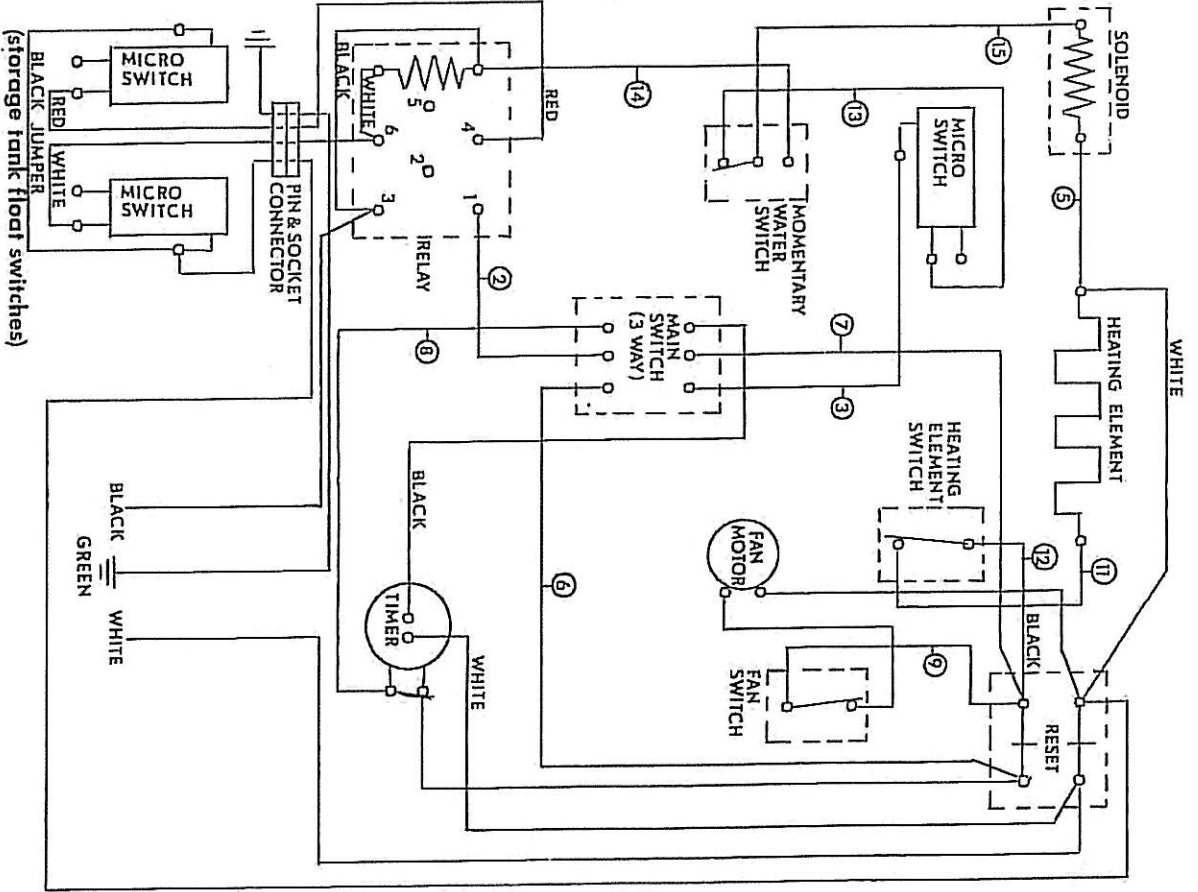 SOLENOID
15
5
WHITE
HEATING ELEMENT
MICRO
SWITCH
13
14
MOMENTARY
WATER
SWITCH
BLACK
WHITE
RED
5
6
4
2
3
1
RELAY
2
MICRO
SWITCH
MICRO
SWITCH
RED
WHITE
BLACK JUMPER
(storage tank float switches)
PIN & SOCKET
CONNECTOR
MAIN
SWITCH
(3 WAY)
7
8
3
HEATING
ELEMENT
SWITCH
12
11
BLACK
BLACK
FAN
MOTOR
6
9
FAN
SWITCH
RESET
TIMER
WHITE
BLACK
GREEN
WHITE